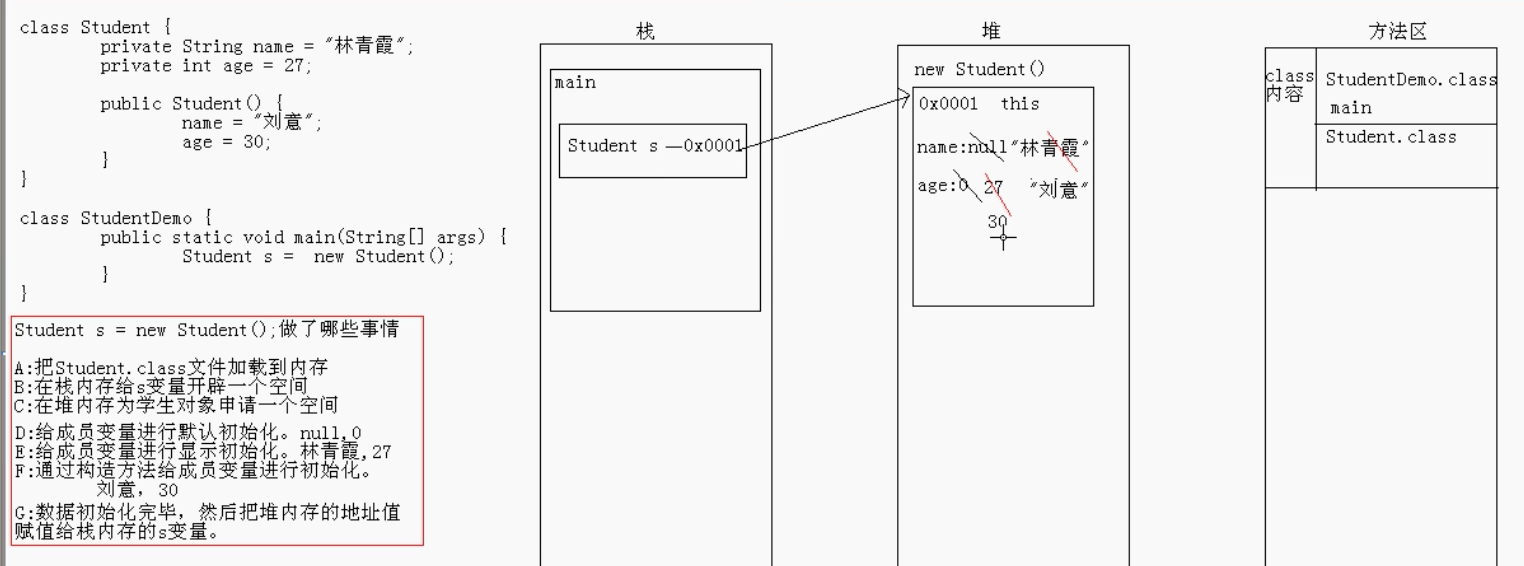 class Student {
private String name = "林青霞";
private int age = 27;
public Student() {
name = "刘意";
age = 30;
}
}
class StudentDemo {
public static void main(String[] args) {
Student s = new Student();
}
}
Student s = new Student();做了哪些事情
A:把Student.class文件加载到内存
B:在栈内存给s变量开辟一个空间
C:在堆内存为学生对象申请一个空间
D:给成员变量进行默认初始化。null,0
E:给成员变量进行显示初始化。林青霞,27
F:通过构造方法给成员变量进行初始化。
刘意, 30
G:数据初始化完毕, 然后把堆内存的地址值
赋值给栈内存的s变量。
栈
main
Student s —0x0001
堆
new Student()
0x0001 this
name:null"林青霞"
age:0 27 "刘意"
30
方法区
class
内容
StudentDemo.class
main
Student.class